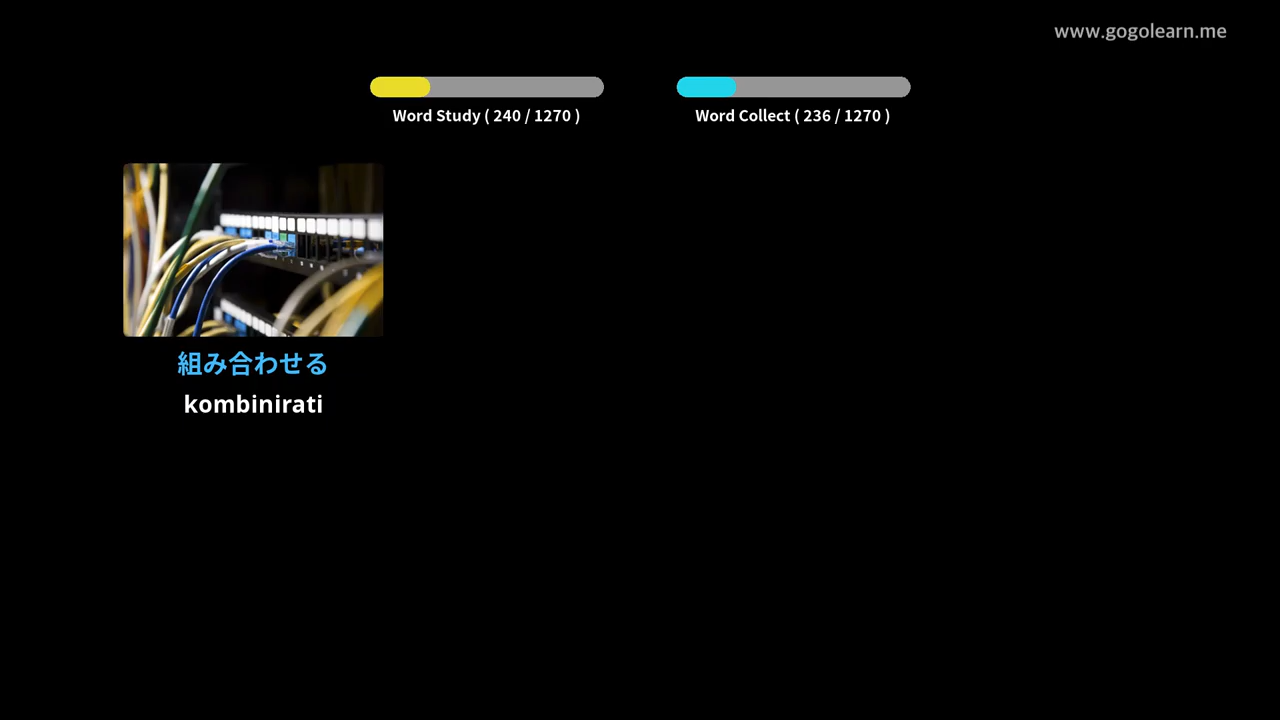 www.gogolearn.me
Word Study ( 240 / 1270 )
Word Collect ( 236 / 1270 )
組み合わせる
kombinirati